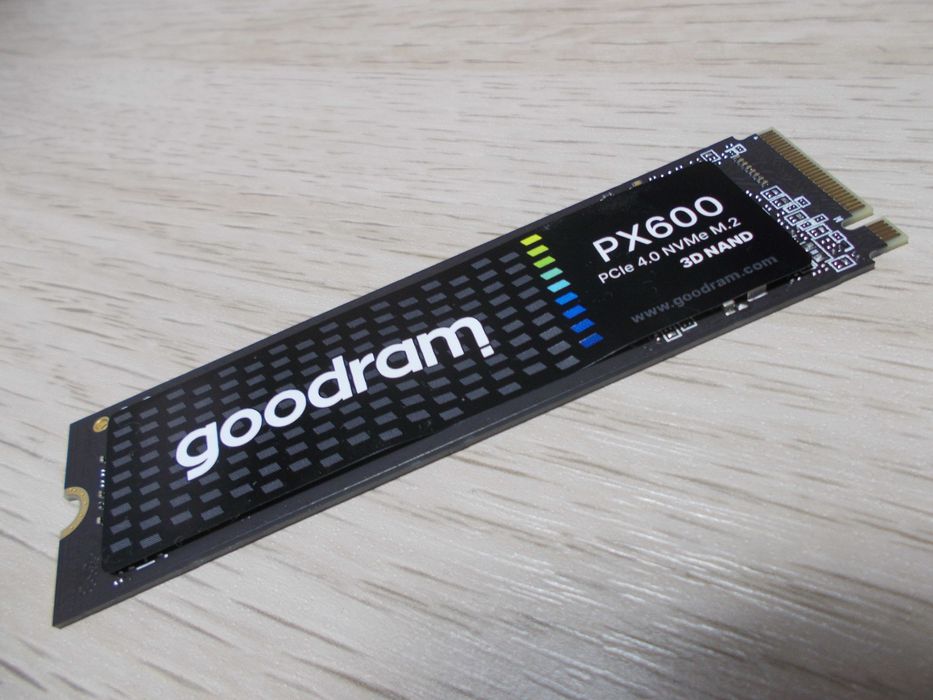 goodram
PX600
PCIe 4.0 NVMe M.2
3D NAND
www.goodram.com